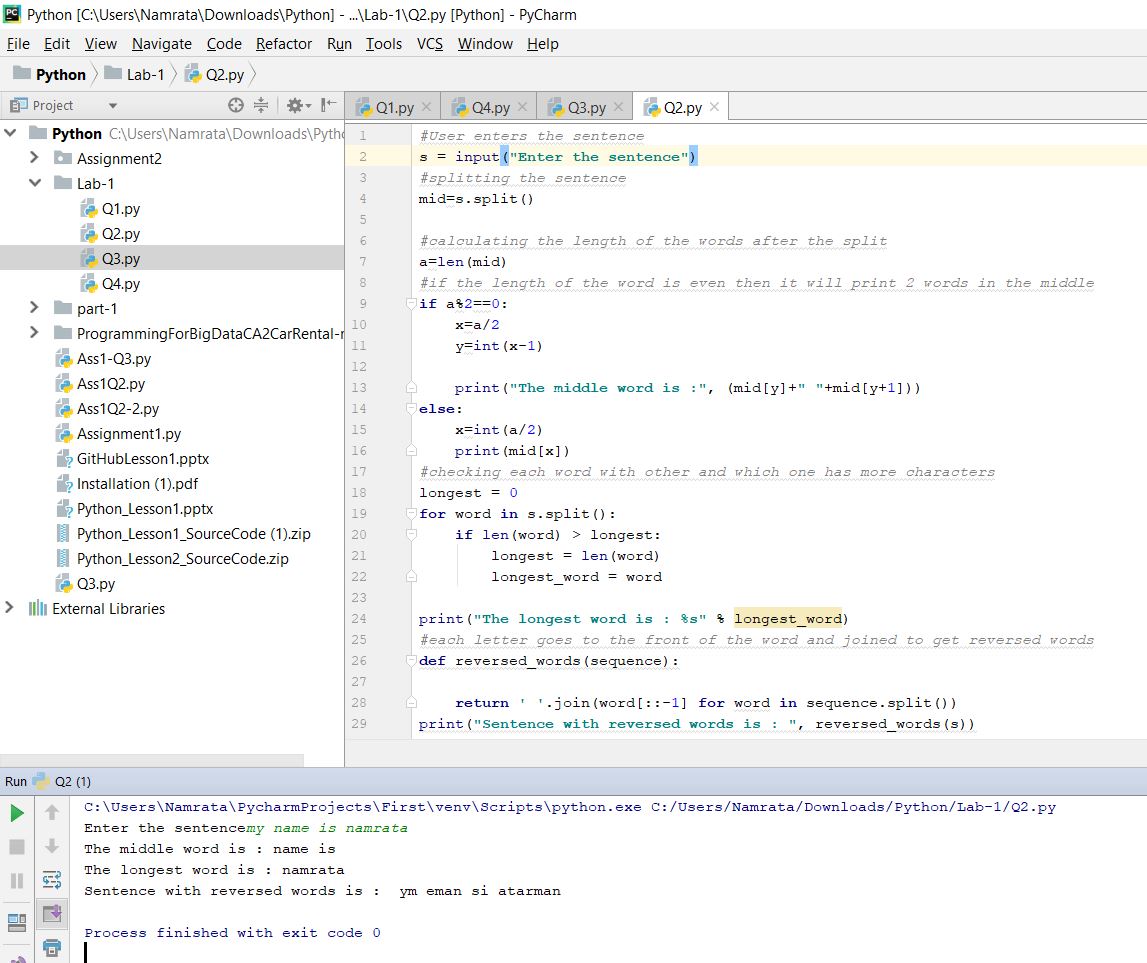 Python [C:\Users\Namrata\Downloads\Python] - ...\Lab-1\Q2.py [Python] - PyCharm
File Edit View Navigate Code Refactor Run Tools VCS Window Help
Python Lab-1 Q2.py
Project
Python C:\Users\Namrata\Downloads\Pytho
Assignment2
Lab-1
Q1.py
Q2.py
Q3.py
Q4.py
part-1
ProgrammingForBigDataCA2CarRental-r
Ass1-Q3.py
Ass1Q2.py
Ass1Q2-2.py
Assignment1.py
GitHubLesson1.pptx
Installation (1).pdf
Python_Lesson1.pptx
Python_Lesson1_SourceCode (1).zip
Python_Lesson2_SourceCode.zip
Q3.py
External Libraries
Q1.py Q4.py Q3.py Q2.py
1 #User enters the sentence
2 s = input("Enter the sentence")
3 #splitting the sentence
4 mid=s.split()
5
6 #calculating the length of the words after the split
7 a=len(mid)
8 #if the length of the word is even then it will print 2 words in the middle
9 if a%2==0:
10 x=a/2
11 y=int(x-1)
12
13 print("The middle word is :", (mid[y]+" "+mid[y+1]))
14 else:
15 x=int(a/2)
16 print(mid[x])
17 #checking each word with other and which one has more characters
18 longest = 0
19 for word in s.split():
20 if len(word) > longest:
21 longest = len(word)
22 longest_word = word
23
24 print("The longest word is : %s" % longest_word)
25 #each letter goes to the front of the word and joined to get reversed words
26 def reversed_words(sequence):
27
28 return ' '.join(word[::-1] for word in sequence.split())
29 print("Sentence with reversed words is : ", reversed_words(s))
Run Q2 (1)
C:\Users\Namrata\PycharmProjects\First\venv\Scripts\python.exe C:/Users/Namrata/Downloads/Python/Lab-1/Q2.py
Enter the sentencemy name is namrata
The middle word is : name is
The longest word is : namrata
Sentence with reversed words is :  ym eman si atarman
Process finished with exit code 0